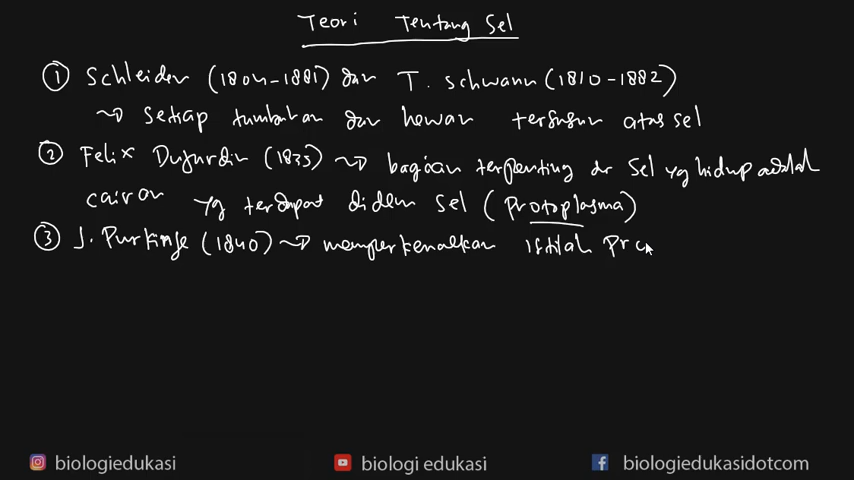 Teori Tentang Sel
① Schleiden (1804-1881) dan T. Schwann (1810-1882)
~> Setiap tumbuhan dan hewan tersusun atas sel
② Felix Dujardin (1835) ~> bagian terpenting dr Sel yg hidup adalah
cairan yg terdapat didlm Sel (Protoplasma)
③ J. Purkinje (1840) ~> memperkenalkan istilah Pro
biologiedukasi
biologi edukasi
biologiedukasidotcom